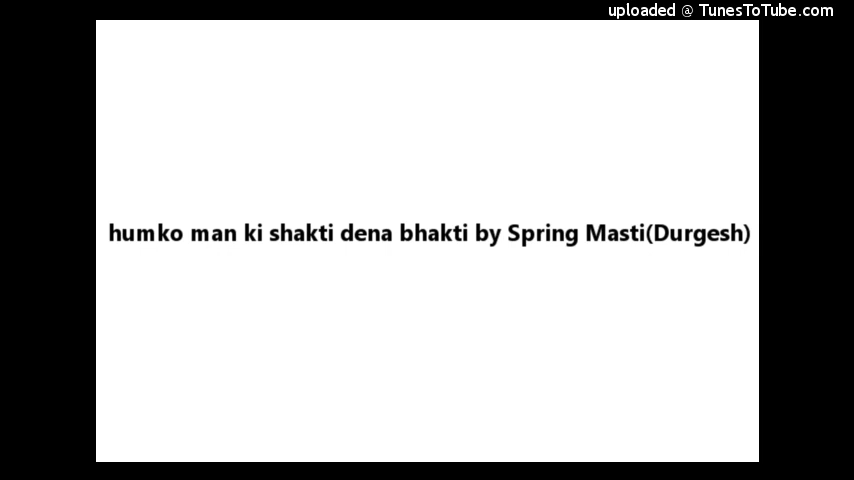 uploaded @ TunesToTube.com
humko man ki shakti dena bhakti by Spring Masti(Durgesh)